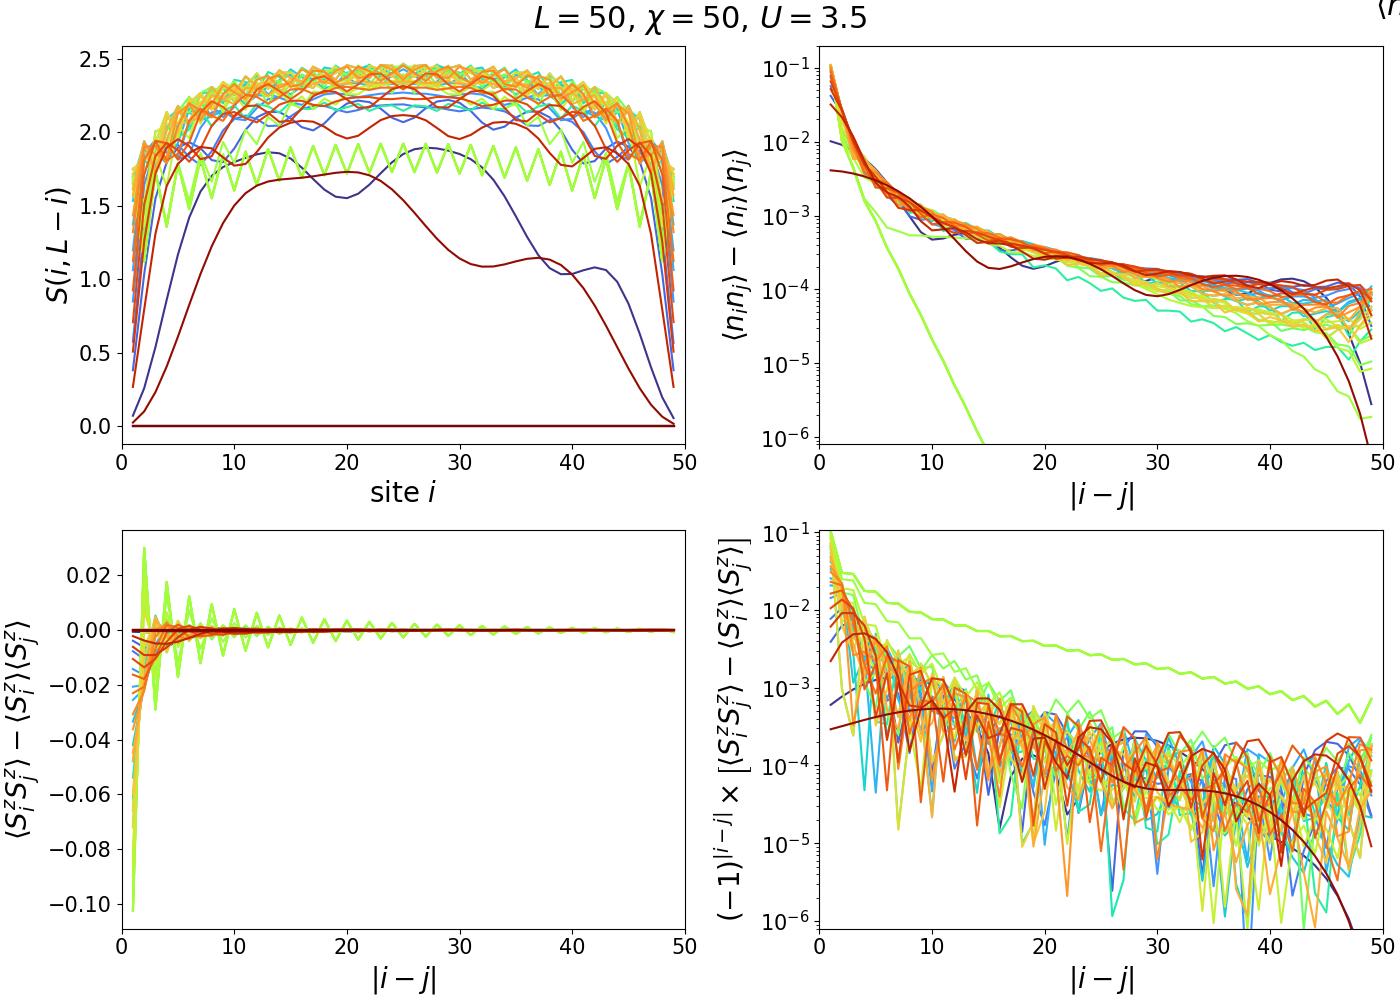 L = 50, χ = 50, U = 3.5
⟨n
S(i, L − i)
2.5
2.0
1.5
1.0
0.5
0.0
0 10 20 30 40 50
site i
⟨n_i n_j⟩ − ⟨n_i⟩⟨n_j⟩
10^{−1}
10^{−2}
10^{−3}
10^{−4}
10^{−5}
10^{−6}
0 10 20 30 40 50
|i − j|
⟨S_i^z S_j^z⟩ − ⟨S_i^z⟩⟨S_j^z⟩
0.02
0.00
−0.02
−0.04
−0.06
−0.08
−0.10
0 10 20 30 40 50
|i − j|
(−1)^{|i−j|} × [⟨S_i^z S_j^z⟩ − ⟨S_i^z⟩⟨S_j^z⟩]
10^{−1}
10^{−2}
10^{−3}
10^{−4}
10^{−5}
10^{−6}
0 10 20 30 40 50
|i − j|